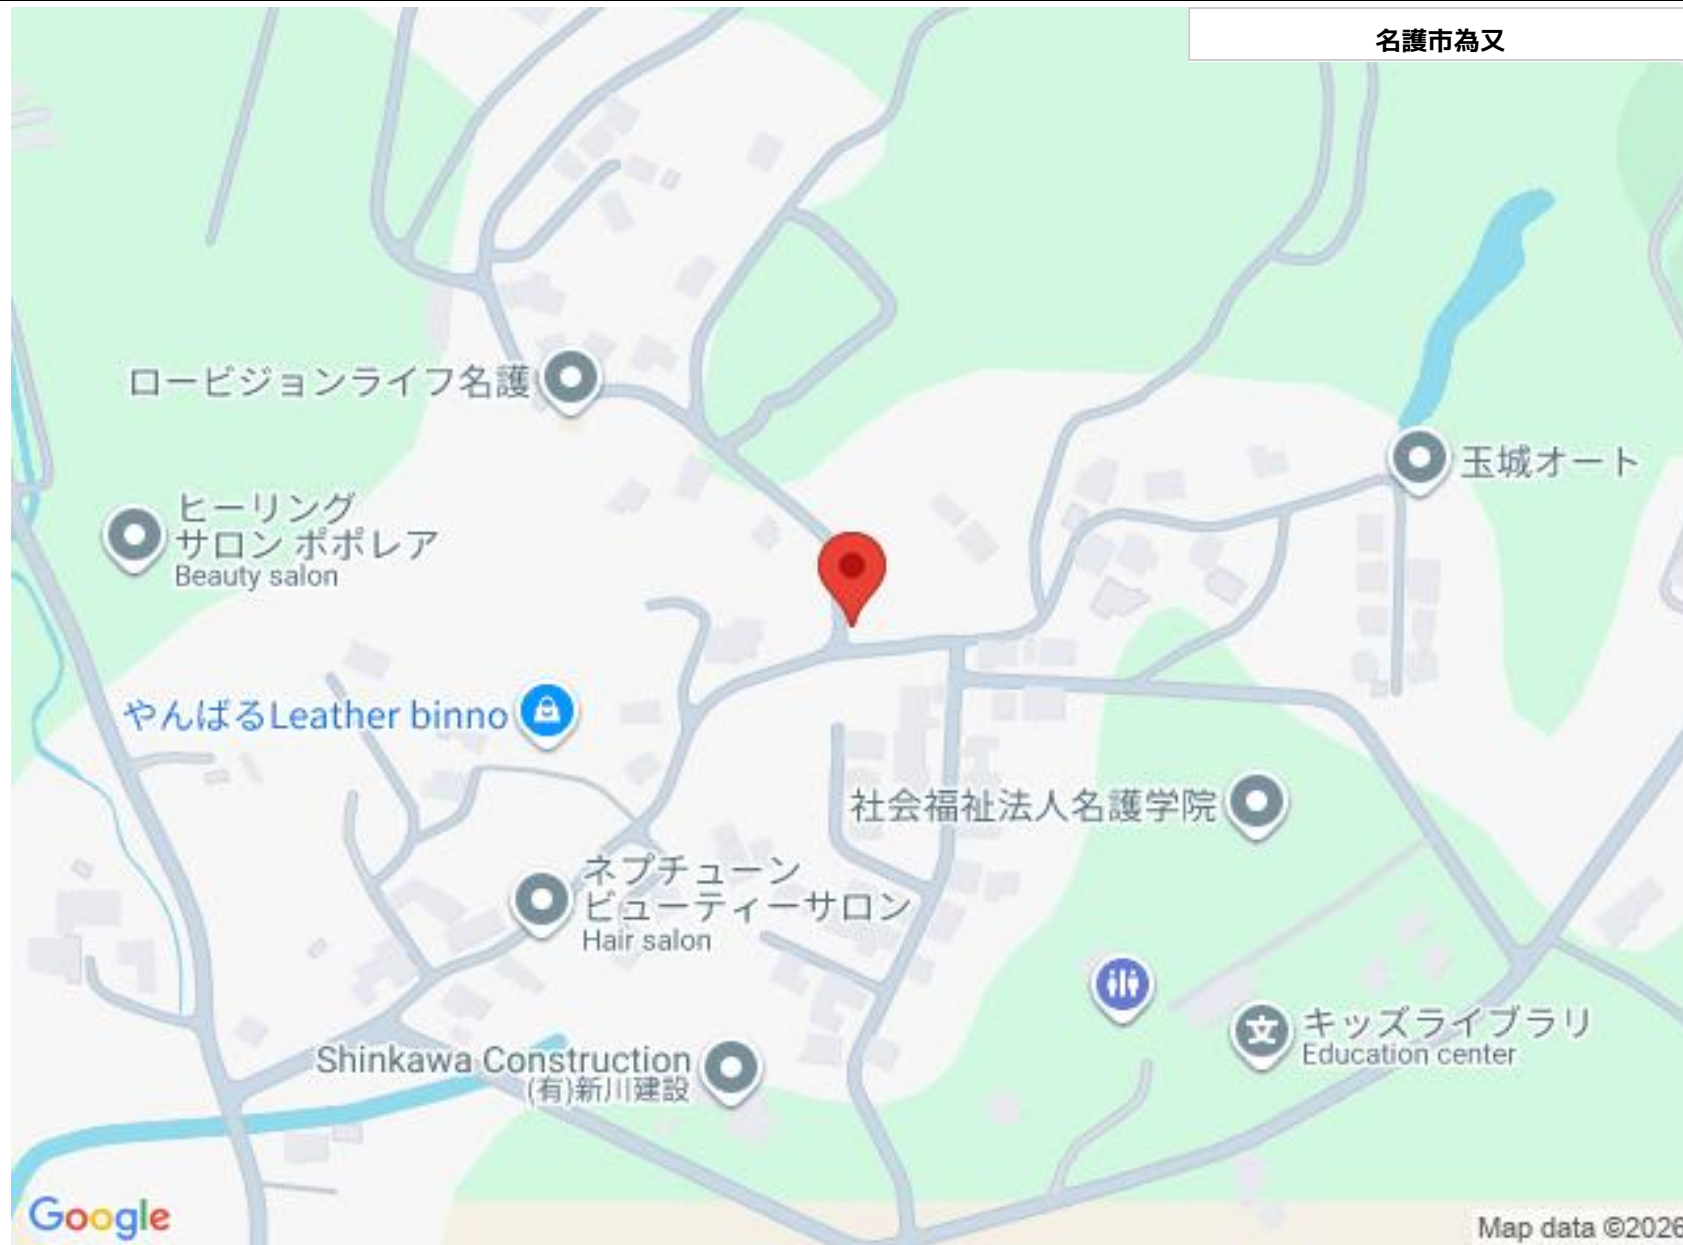 名護市為又
ロービジョンライフ名護
玉城オート
ヒーリング
サロン ポポレア
Beauty salon
やんばるLeather binno
社会福祉法人名護学院
ネプチューン
ビューティーサロン
Hair salon
キッズライブラリ
Education center
Shinkawa Construction
(有)新川建設
Google
Map data ©2026